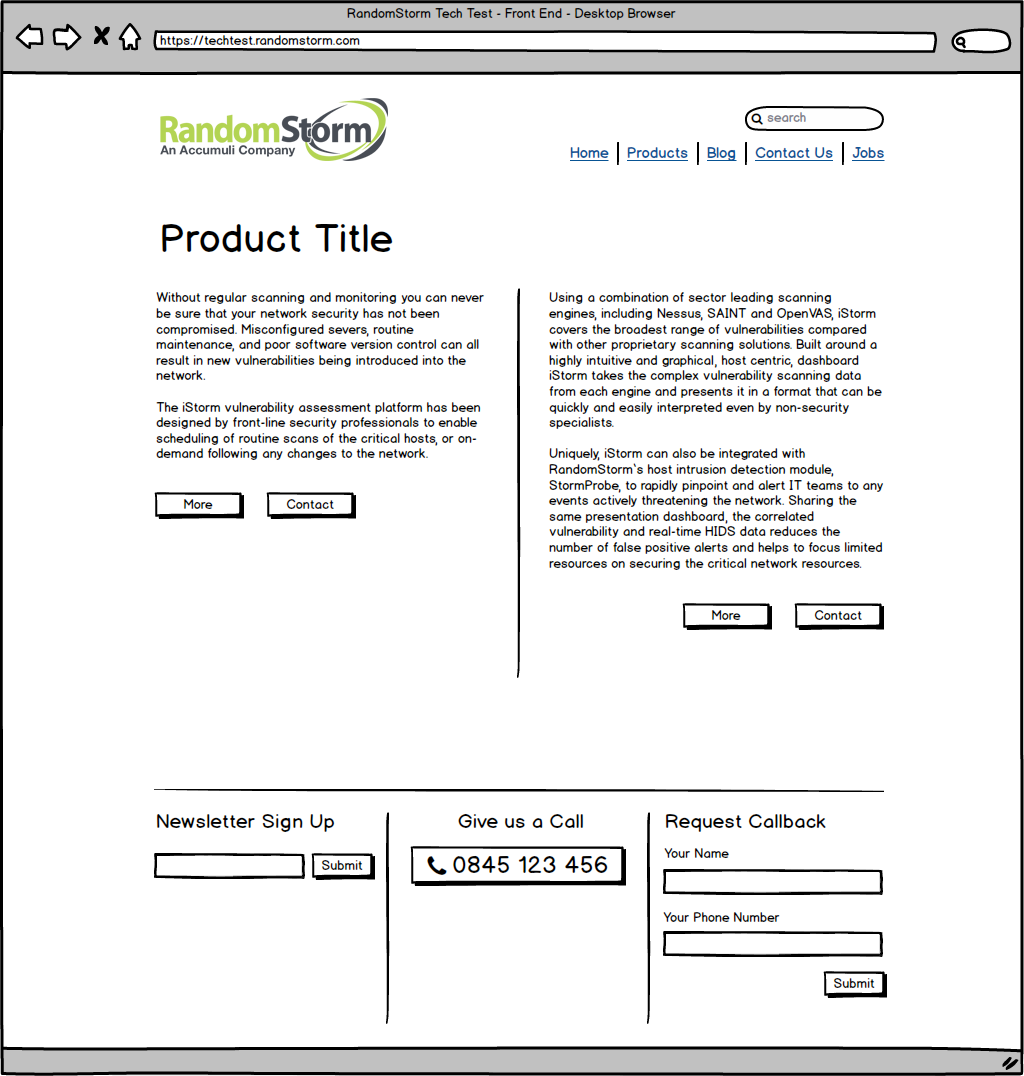 RandomStorm Tech Test - Front End - Desktop Browser
https://techtest.randomstorm.com
RandomStorm
An Accumuli Company
search
Home Products Blog Contact Us Jobs
Product Title
Without regular scanning and monitoring you can never
be sure that your network security has not been
compromised. Misconfigured severs, routine
maintenance, and poor software version control can all
result in new vulnerabilities being introduced into the
network.
The iStorm vulnerability assessment platform has been
designed by front-line security professionals to enable
scheduling of routine scans of the critical hosts, or on-
demand following any changes to the network.
More Contact
Using a combination of sector leading scanning
engines, including Nessus, SAINT and OpenVAS, iStorm
covers the broadest range of vulnerabilities compared
with other proprietary scanning solutions. Built around a
highly intuitive and graphical, host centric, dashboard
iStorm takes the complex vulnerability scanning data
from each engine and presents it in a format that can be
quickly and easily interpreted even by non-security
specialists.
Uniquely, iStorm can also be integrated with
RandomStorm`s host intrusion detection module,
StormProbe, to rapidly pinpoint and alert IT teams to any
events actively threatening the network. Sharing the
same presentation dashboard, the correlated
vulnerability and real-time HIDS data reduces the
number of false positive alerts and helps to focus limited
resources on securing the critical network resources.
More Contact
Newsletter Sign Up
Submit
Give us a Call
0845 123 456
Request Callback
Your Name
Your Phone Number
Submit